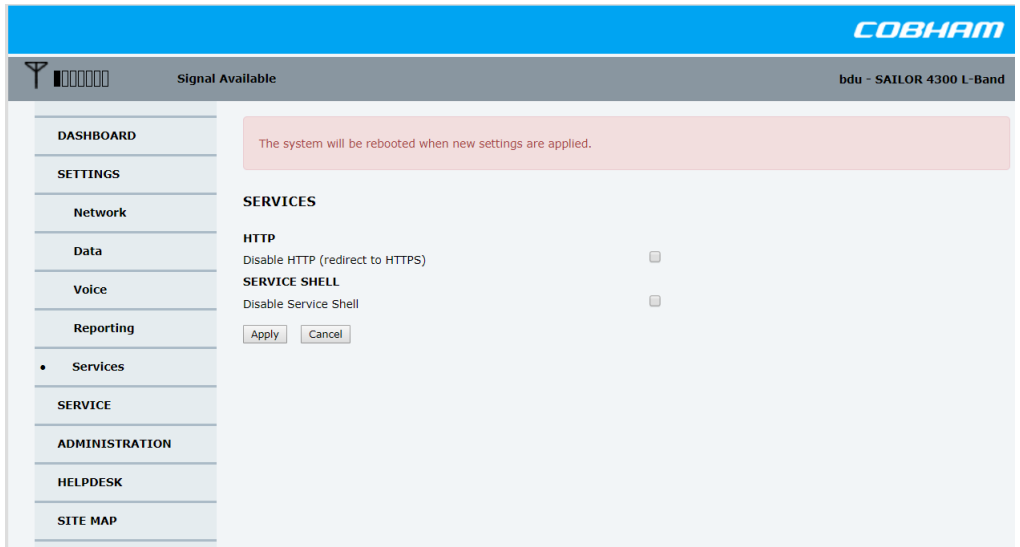 COBHAM
Signal Available
bdu - SAILOR 4300 L-Band
DASHBOARD
SETTINGS
Network
Data
Voice
Reporting
• Services
SERVICE
ADMINISTRATION
HELPDESK
SITE MAP
The system will be rebooted when new settings are applied.
SERVICES
HTTP
Disable HTTP (redirect to HTTPS)
SERVICE SHELL
Disable Service Shell
Apply Cancel